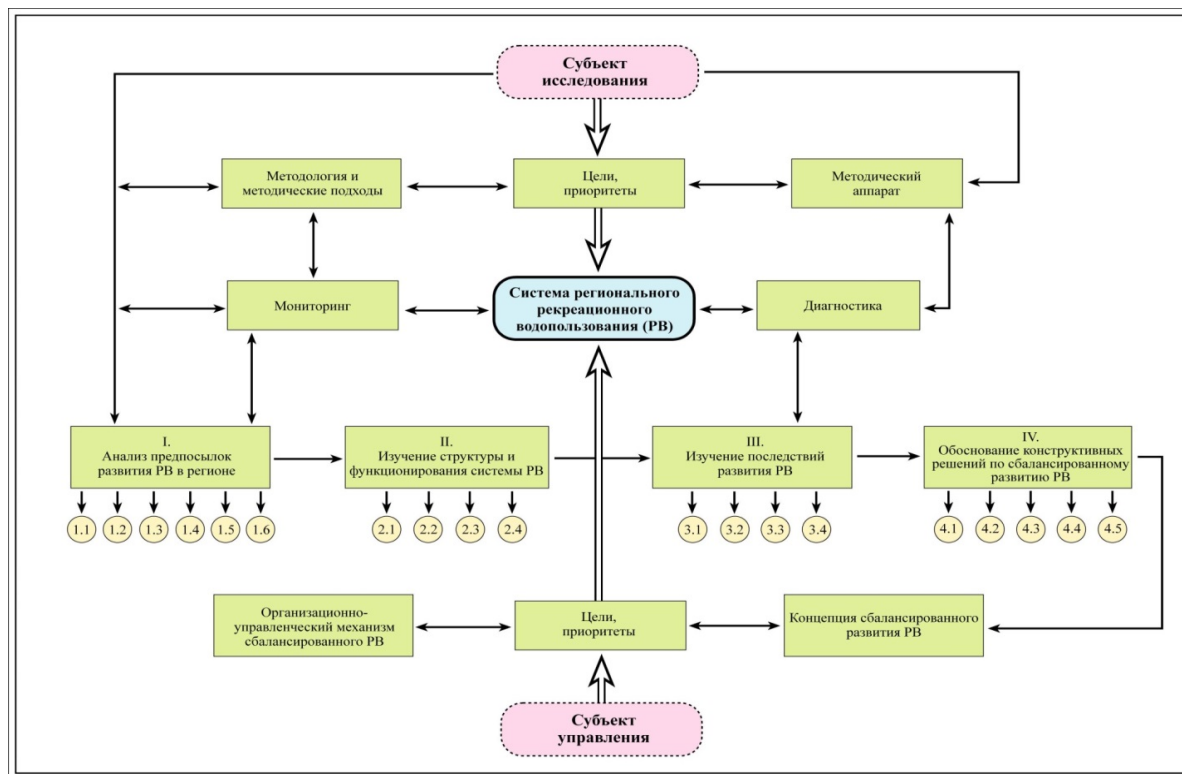 Субъект
исследования
Методология и
методические подходы
Цели,
приоритеты
Методический
аппарат
Мониторинг
Система регионального
рекреационного
водопользования (РВ)
Диагностика
I.
Анализ предпосылок
развития РВ в регионе
II.
Изучение структуры и
функционирования системы РВ
III.
Изучение последствий
развития РВ
IV.
Обоснование конструктивных
решений по сбалансированному
развитию РВ
1.1 1.2 1.3 1.4 1.5 1.6
2.1 2.2 2.3 2.4
3.1 3.2 3.3 3.4
4.1 4.2 4.3 4.4 4.5
Организационно-
управленческий механизм
сбалансированного РВ
Цели,
приоритеты
Концепция сбалансированного
развития РВ
Субъект
управления